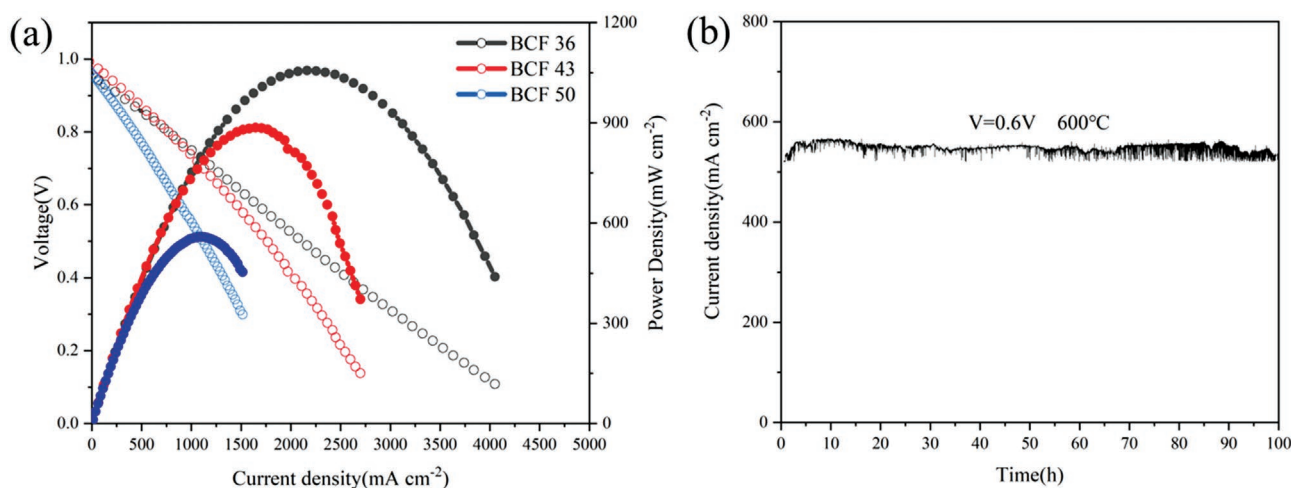 (a)
BCF 36
BCF 43
BCF 50
Voltage(V)
1.0
0.8
0.6
0.4
0.2
0.0
Power Density(mW cm⁻²)
1200
900
600
300
0
0 500 1000 1500 2000 2500 3000 3500 4000 4500 5000
Current density(mA cm⁻²)
(b)
V=0.6V 600℃
Current density(mA cm⁻²)
800
600
400
200
0
0 10 20 30 40 50 60 70 80 90 100
Time(h)